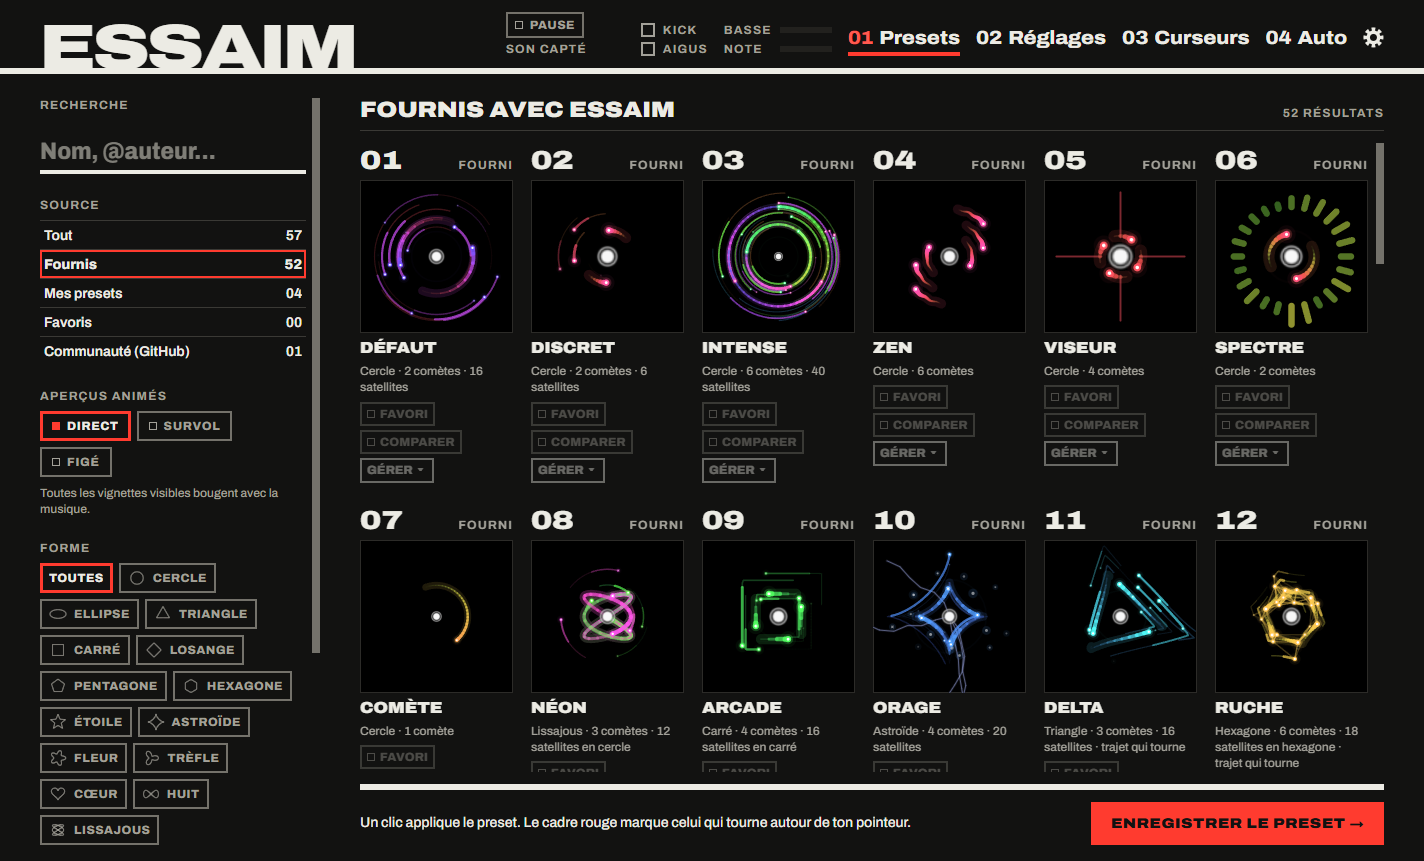 ESSAIM
PAUSE
SON CAPTÉ
KICK
AIGUS
BASSE
NOTE
01 Presets
02 Réglages
03 Curseurs
04 Auto
RECHERCHE
Nom, @auteur...
SOURCE
Tout 57
Fournis 52
Mes presets 04
Favoris 00
Communauté (GitHub) 01
APERÇUS ANIMÉS
DIRECT
SURVOL
FIGÉ
Toutes les vignettes visibles bougent avec la
musique.
FORME
TOUTES
CERCLE
ELLIPSE
TRIANGLE
CARRÉ
LOSANGE
PENTAGONE
HEXAGONE
ÉTOILE
ASTROÏDE
FLEUR
TRÈFLE
CŒUR
HUIT
LISSAJOUS
FOURNIS AVEC ESSAIM
52 RÉSULTATS
01 FOURNI
DÉFAUT
Cercle · 2 comètes · 16
satellites
FAVORI
COMPARER
GÉRER
02 FOURNI
DISCRET
Cercle · 2 comètes · 6
satellites
FAVORI
COMPARER
GÉRER
03 FOURNI
INTENSE
Cercle · 6 comètes · 40
satellites
FAVORI
COMPARER
GÉRER
04 FOURNI
ZEN
Cercle · 6 comètes
FAVORI
COMPARER
GÉRER
05 FOURNI
VISEUR
Cercle · 4 comètes
FAVORI
COMPARER
GÉRER
06 FOURNI
SPECTRE
Cercle · 2 comètes
FAVORI
COMPARER
GÉRER
07 FOURNI
COMÈTE
Cercle · 1 comète
FAVORI
08 FOURNI
NÉON
Lissajous · 3 comètes · 12
satellites en cercle
FAVORI
09 FOURNI
ARCADE
Carré · 4 comètes · 16
satellites en carré
FAVORI
10 FOURNI
ORAGE
Astroïde · 4 comètes · 20
satellites
FAVORI
11 FOURNI
DELTA
Triangle · 3 comètes · 16
satellites · trajet qui tourne
FAVORI
12 FOURNI
RUCHE
Hexagone · 6 comètes · 18
satellites en hexagone ·
trajet qui tourne
Un clic applique le preset. Le cadre rouge marque celui qui tourne autour de ton pointeur.
ENREGISTRER LE PRESET →